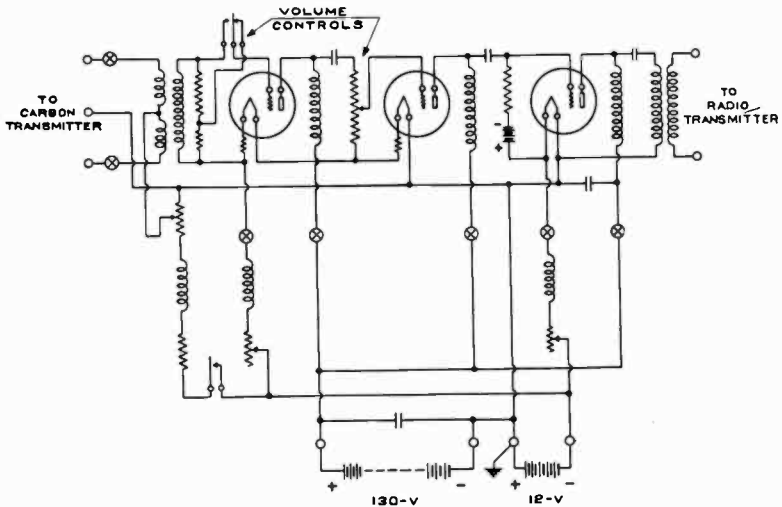 VOLUME
CONTROLS
TO
CARBON
TRANSMITTER
TO
RADIO
TRANSMITTER
-
+
+ - + -
130-V 12-V